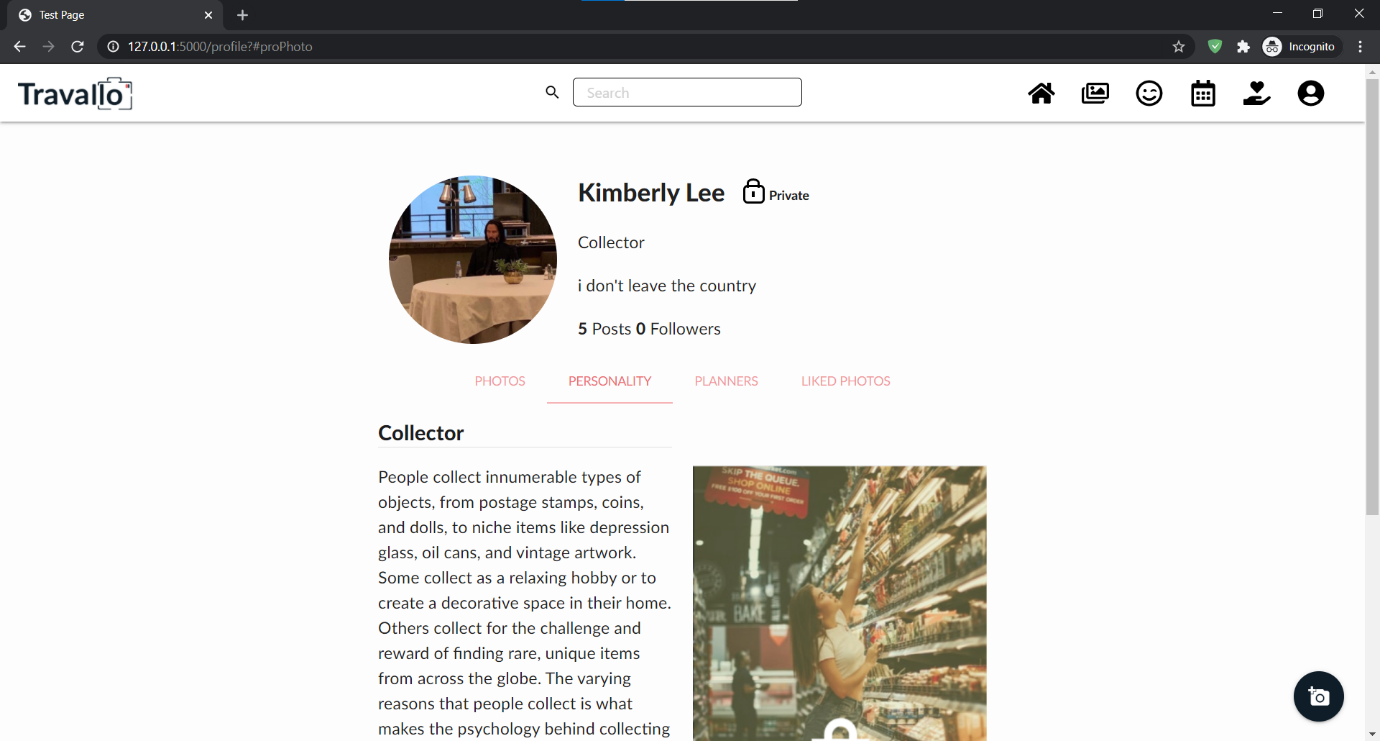 Test Page
127.0.0.1:5000/profile?#proPhoto
Incognito
Travallo
Search
Kimberly Lee
Private
Collector
i don't leave the country
5 Posts 0 Followers
PHOTOS
PERSONALITY
PLANNERS
LIKED PHOTOS
Collector
People collect innumerable types of
objects, from postage stamps, coins,
and dolls, to niche items like depression
glass, oil cans, and vintage artwork.
Some collect as a relaxing hobby or to
create a decorative space in their home.
Others collect for the challenge and
reward of finding rare, unique items
from across the globe. The varying
reasons that people collect is what
makes the psychology behind collecting
SKIP THE QUEUE.
SHOP ONLINE
FREE £100 OFF YOUR FIRST ORDER
BAKE